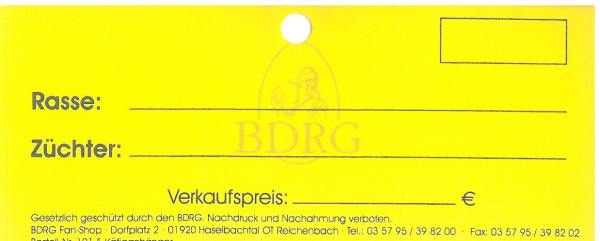 BDRG
Rasse:
Züchter:
Verkaufspreis: €
Gesetzlich geschützt durch den BDRG. Nachdruck und Nachahmung verboten.
BDRG Fan-Shop · Dorfplatz 2 · 01920 Haselbachtal OT Reichenbach · Tel.: 03 57 95 / 39 82 00 · Fax: 03 57 95 / 39 82 02